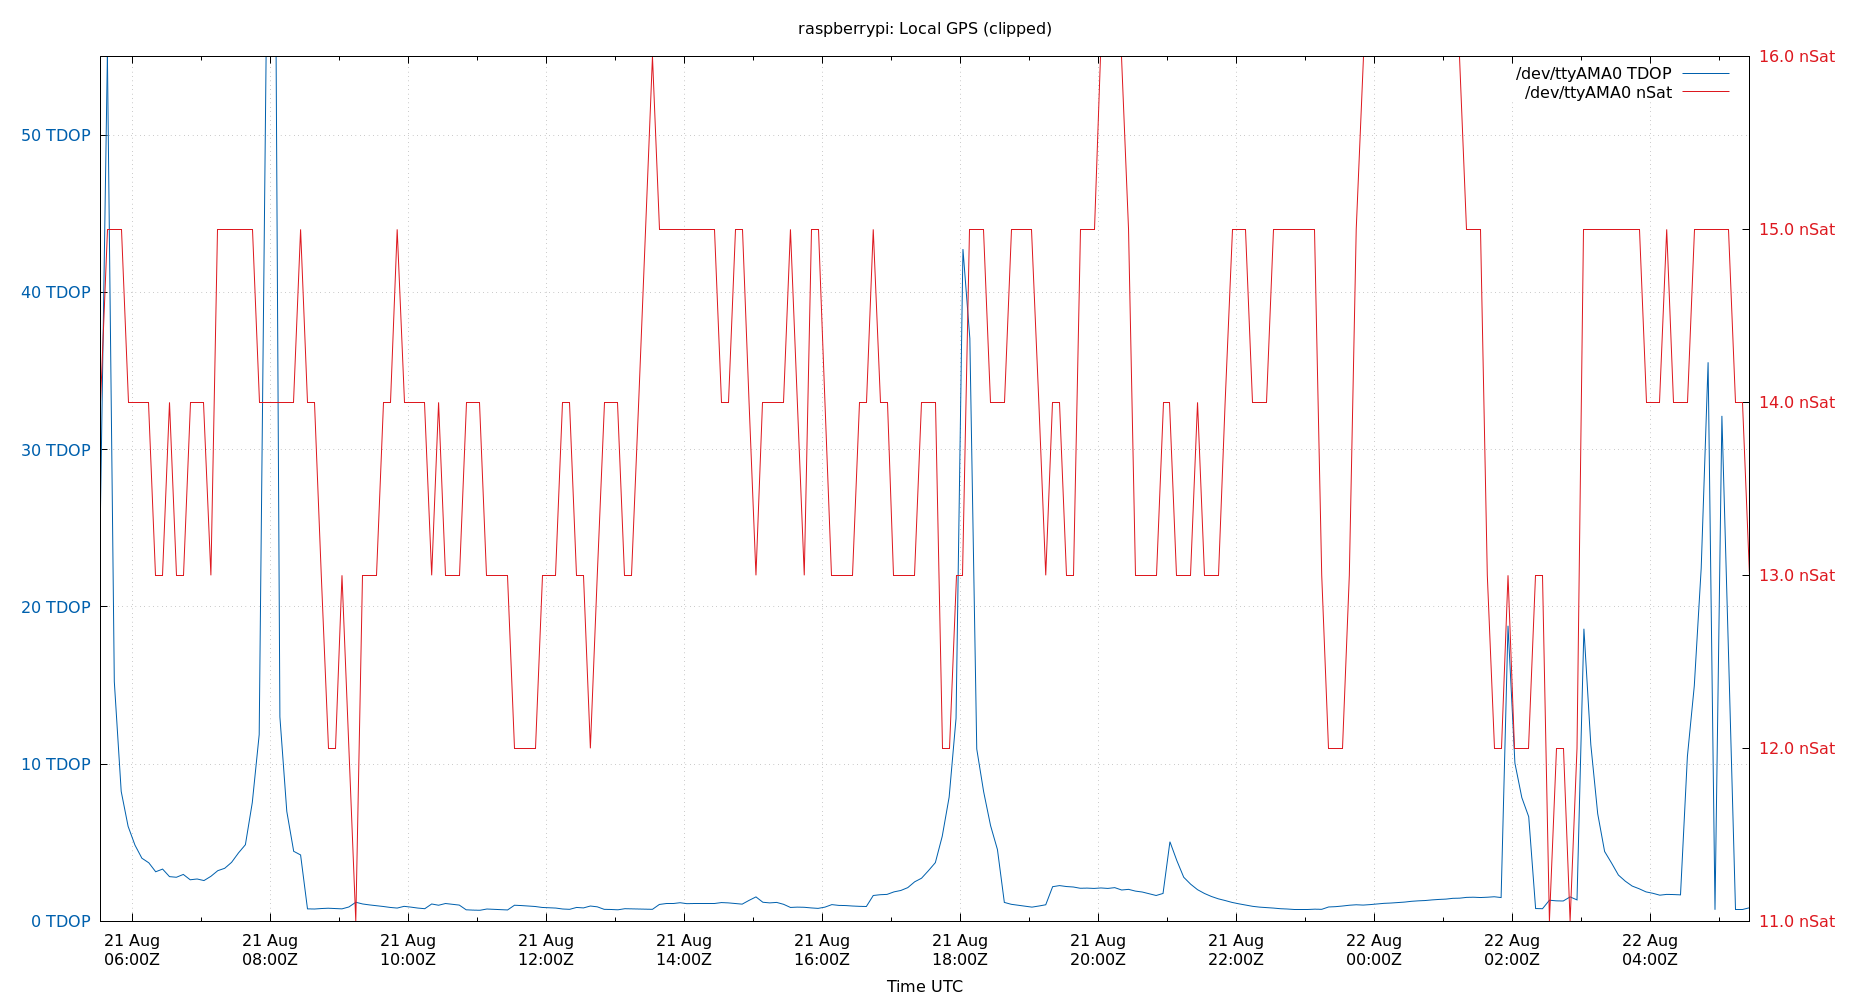 raspberrypi: Local GPS (clipped)
/dev/ttyAMA0 TDOP
/dev/ttyAMA0 nSat
50 TDOP
40 TDOP
30 TDOP
20 TDOP
10 TDOP
0 TDOP
16.0 nSat
15.0 nSat
14.0 nSat
13.0 nSat
12.0 nSat
11.0 nSat
21 Aug 21 Aug 21 Aug 21 Aug 21 Aug 21 Aug 21 Aug 21 Aug 21 Aug 22 Aug 22 Aug 22 Aug
06:00Z 08:00Z 10:00Z 12:00Z 14:00Z 16:00Z 18:00Z 20:00Z 22:00Z 00:00Z 02:00Z 04:00Z
Time UTC